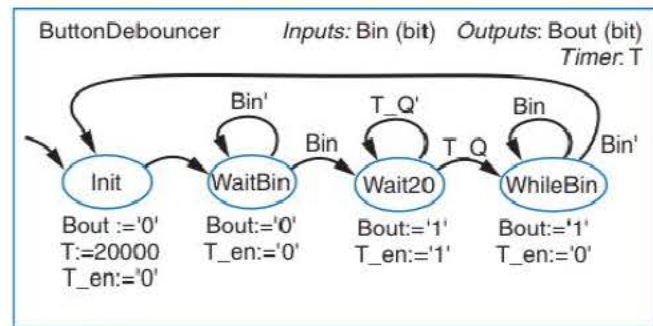 ButtonDebouncer Inputs: Bin (bit) Outputs: Bout (bit)
Timer: T
Bin' T_Q' Bin
Bin T_Q Bin'
Init WaitBin Wait20 WhileBin
Bout :='0' Bout:='0' Bout:='1' Bout:='1'
T:=20000 T_en:='0' T_en:='1' T_en:='0'
T_en:='0'